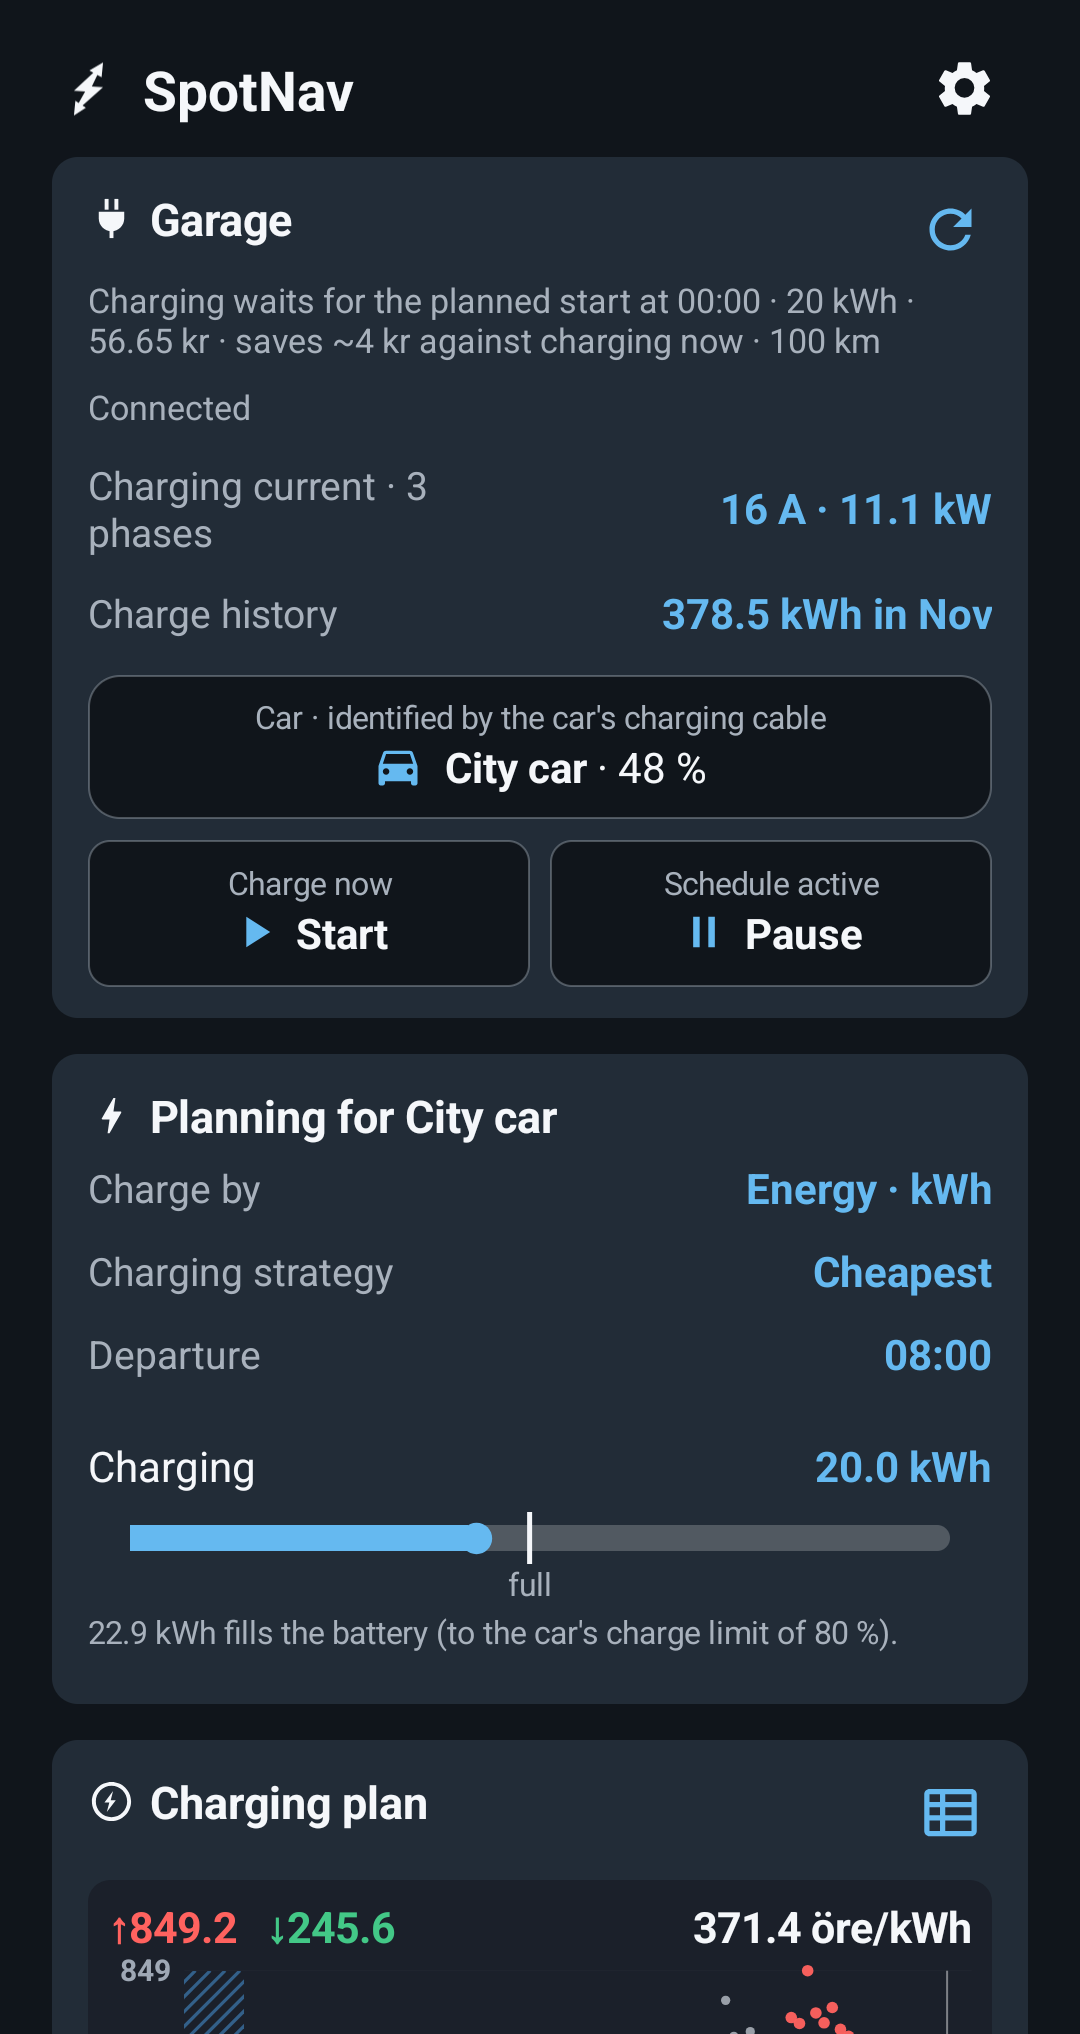 SpotNav
Garage
Charging waits for the planned start at 00:00 · 20 kWh ·
56.65 kr · saves ~4 kr against charging now · 100 km
Connected
Charging current · 3
phases
16 A · 11.1 kW
Charge history
378.5 kWh in Nov
Car · identified by the car's charging cable
City car · 48 %
Charge now
Start
Schedule active
Pause
Planning for City car
Charge by
Energy · kWh
Charging strategy
Cheapest
Departure
08:00
Charging
20.0 kWh
full
22.9 kWh fills the battery (to the car's charge limit of 80 %).
Charging plan
↑849.2 ↓245.6
371.4 öre/kWh
849